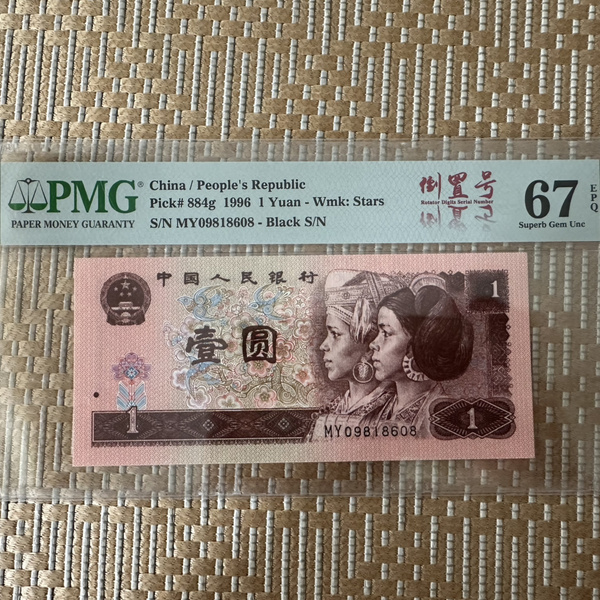 PMG®
PAPER MONEY GUARANTY
China / People's Republic
Pick# 884g 1996 1 Yuan - Wmk: Stars
S/N MY09818608 - Black S/N
倒置号
Rotator Digits Serial Number
67
EPQ
Superb Gem Unc
中国人民银行
1
壹圆
1
MY09818608
1